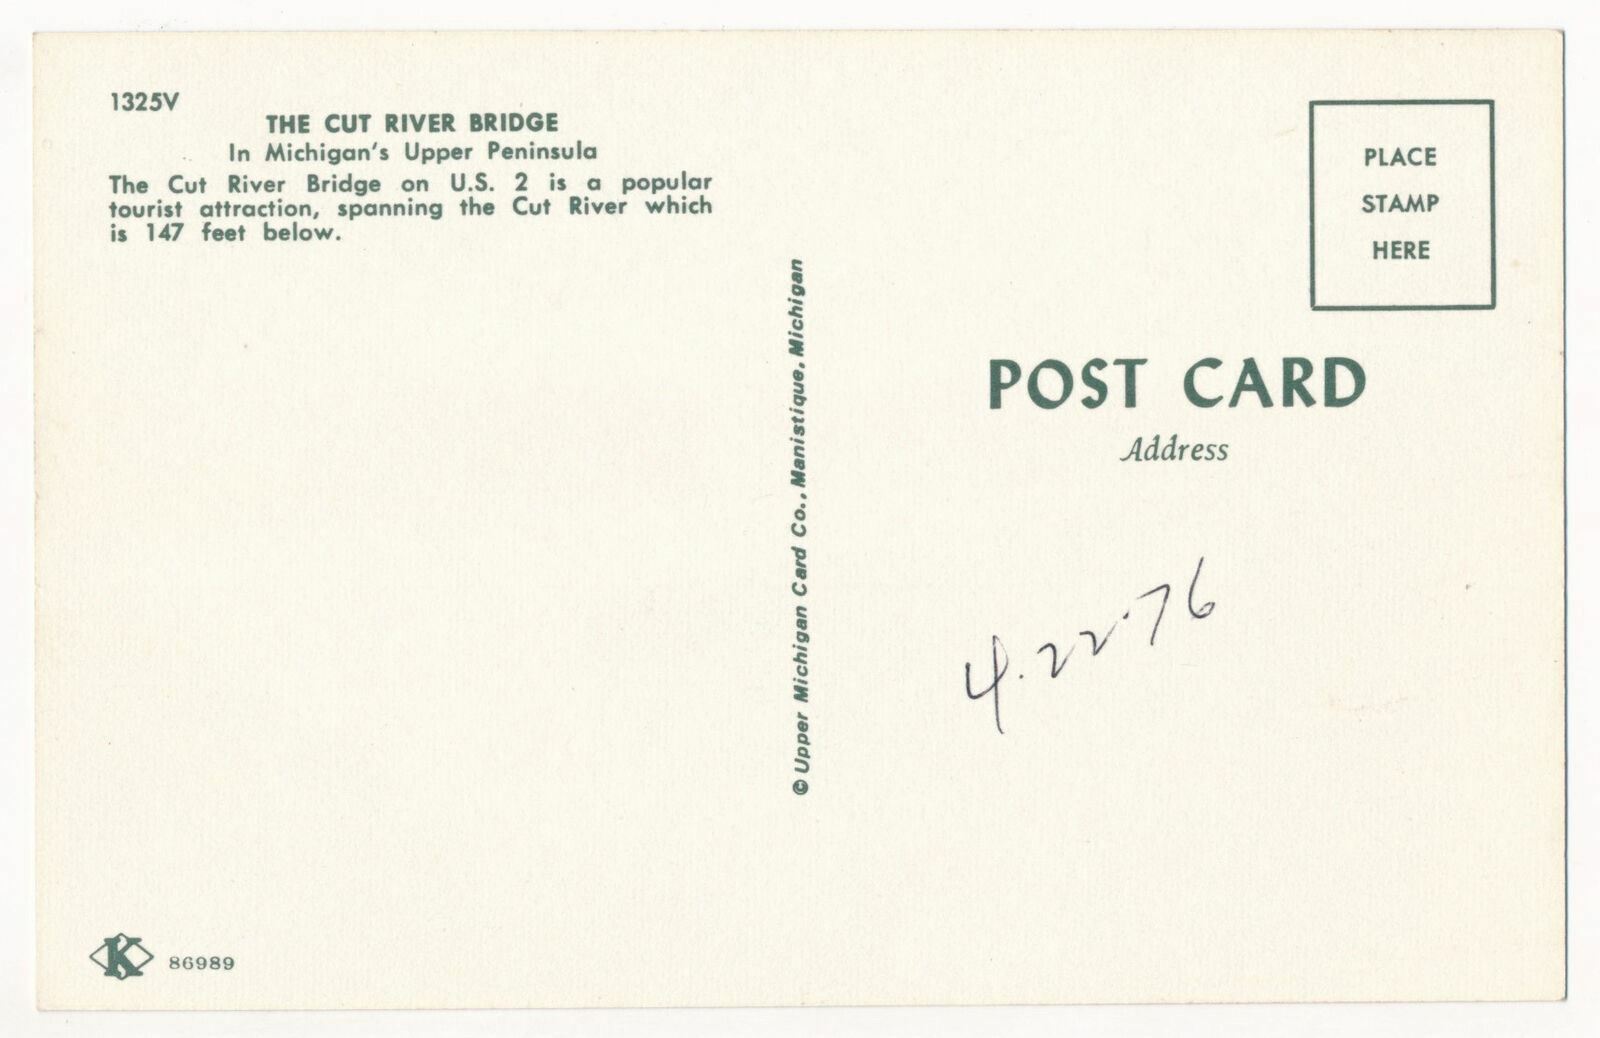 1325V
THE CUT RIVER BRIDGE
In Michigan's Upper Peninsula
The Cut River Bridge on U.S. 2 is a popular
tourist attraction, spanning the Cut River which
is 147 feet below.
© Upper Michigan Card Co., Manistique, Michigan
PLACE
STAMP
HERE
POST CARD
Address
4.22.76
K 86989